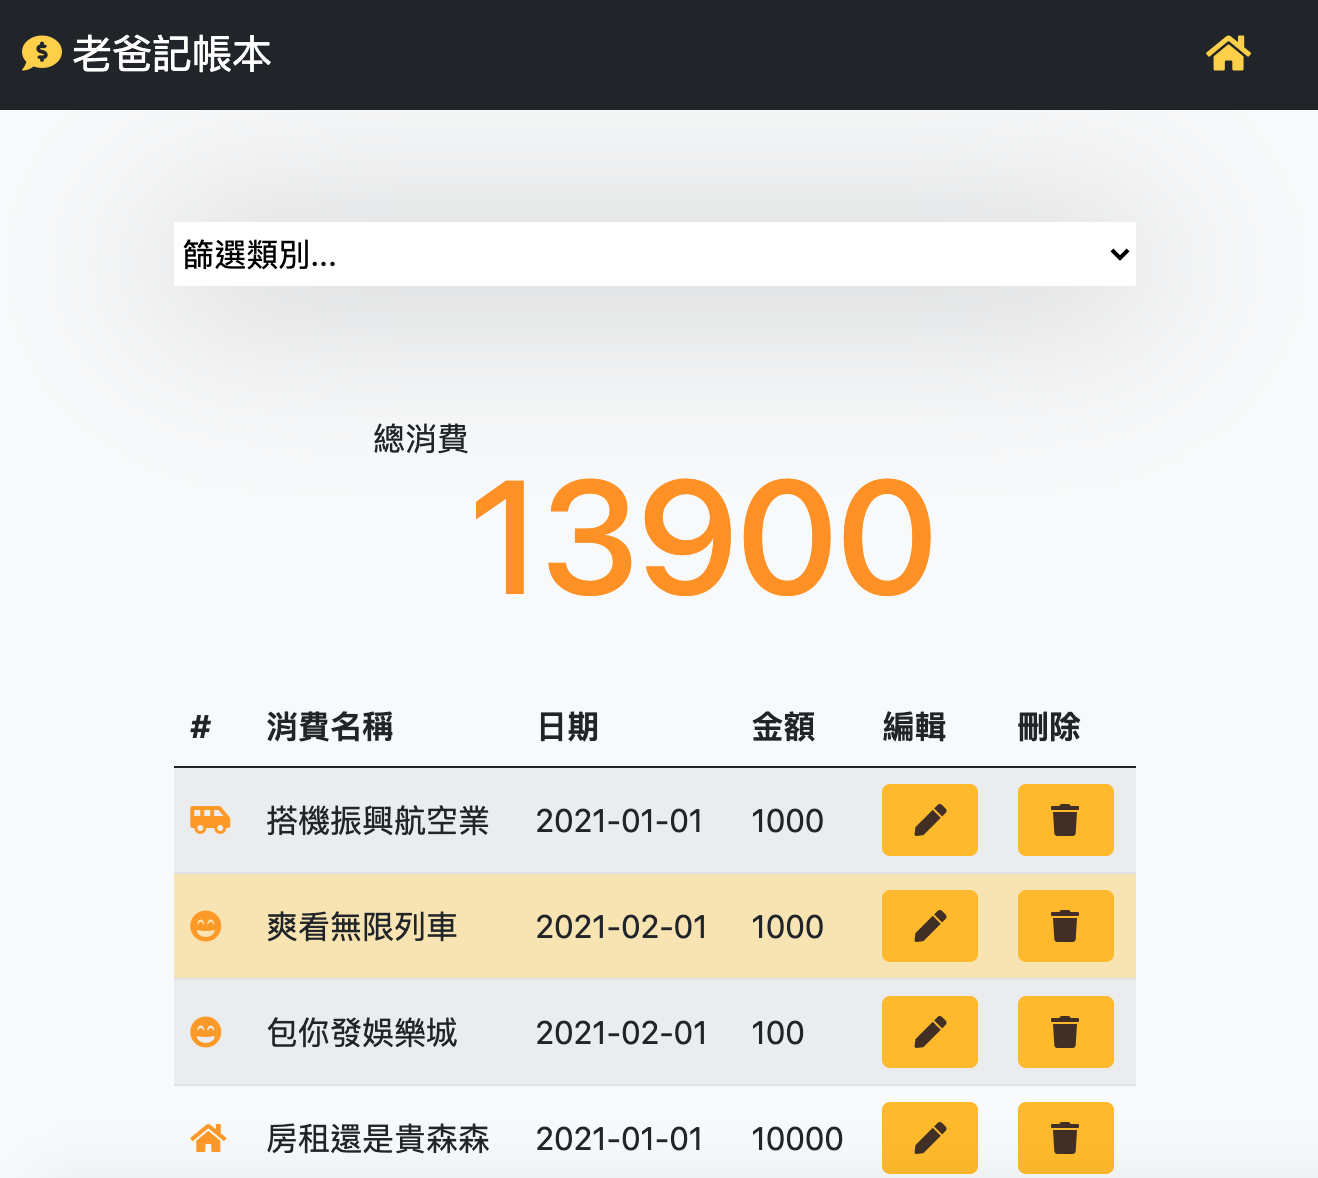 老爸記帳本
篩選類別...
總消費
13900
# 消費名稱 日期 金額 編輯 刪除
搭機振興航空業 2021-01-01 1000
爽看無限列車 2021-02-01 1000
包你發娛樂城 2021-02-01 100
房租還是貴森森 2021-01-01 10000